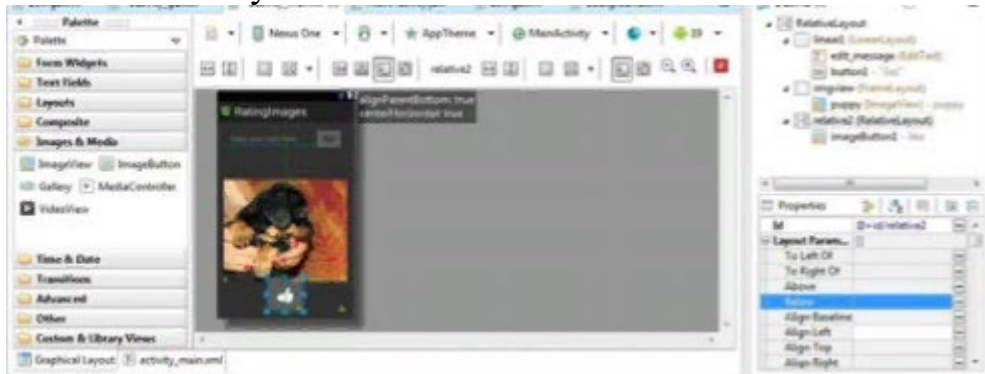 Palette
Palette
Form Widgets
Text Fields
Layouts
Composite
Images & Media
ImageView ImageButton
Gallery MediaController
VideoView
Time & Date
Transitions
Advanced
Other
Custom & Library Views
Graphical Layout activity_main.xml
Nexus One AppTheme MainActivity 19
relative2
RatingImages
alignParentBottom: true
centerHorizontal: true
RelativeLayout
linear1 (LinearLayout)
edit_message (EditText)
button1
imgview (FrameLayout)
puppy (ImageView) - puppy
relative2 (RelativeLayout)
imageButton1 - like
Properties
Id @+id/relative2
Layout Param... []
To Left Of
To Right Of
Above
Below
Align Baseline
Align Left
Align Top
Align Right